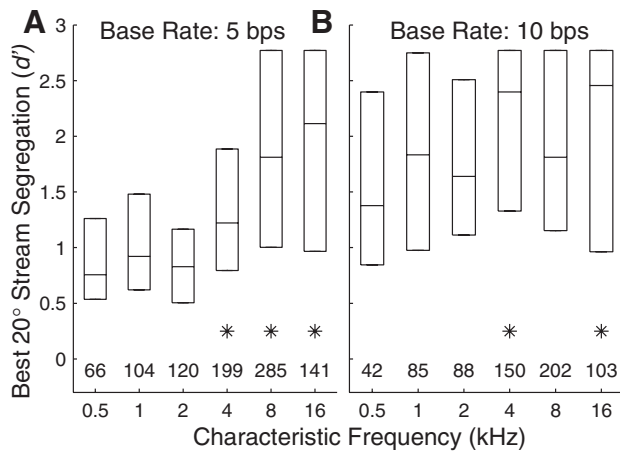 A Base Rate: 5 bps
B Base Rate: 10 bps
Best 20° Stream Segregation (d')
3
2.5
2
1.5
1
0.5
0
* * *
* *
66 104 120 199 285 141
42 85 88 150 202 103
0.5 1 2 4 8 16
0.5 1 2 4 8 16
Characteristic Frequency (kHz)